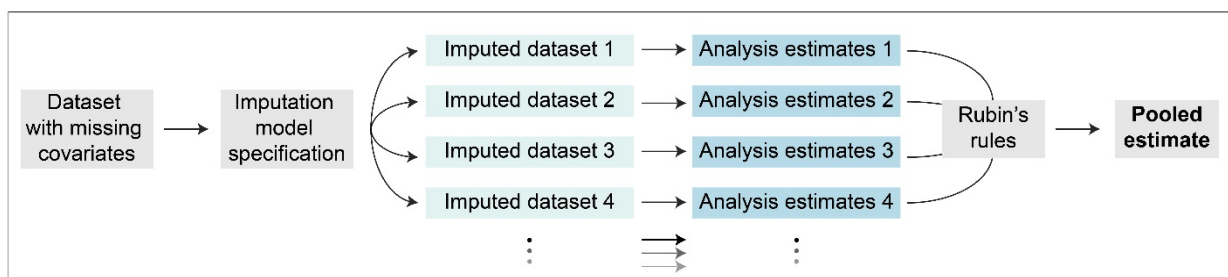 Dataset
with missing
covariates
Imputation
model
specification
Imputed dataset 1
Imputed dataset 2
Imputed dataset 3
Imputed dataset 4
Analysis estimates 1
Analysis estimates 2
Analysis estimates 3
Analysis estimates 4
Rubin's
rules
Pooled
estimate